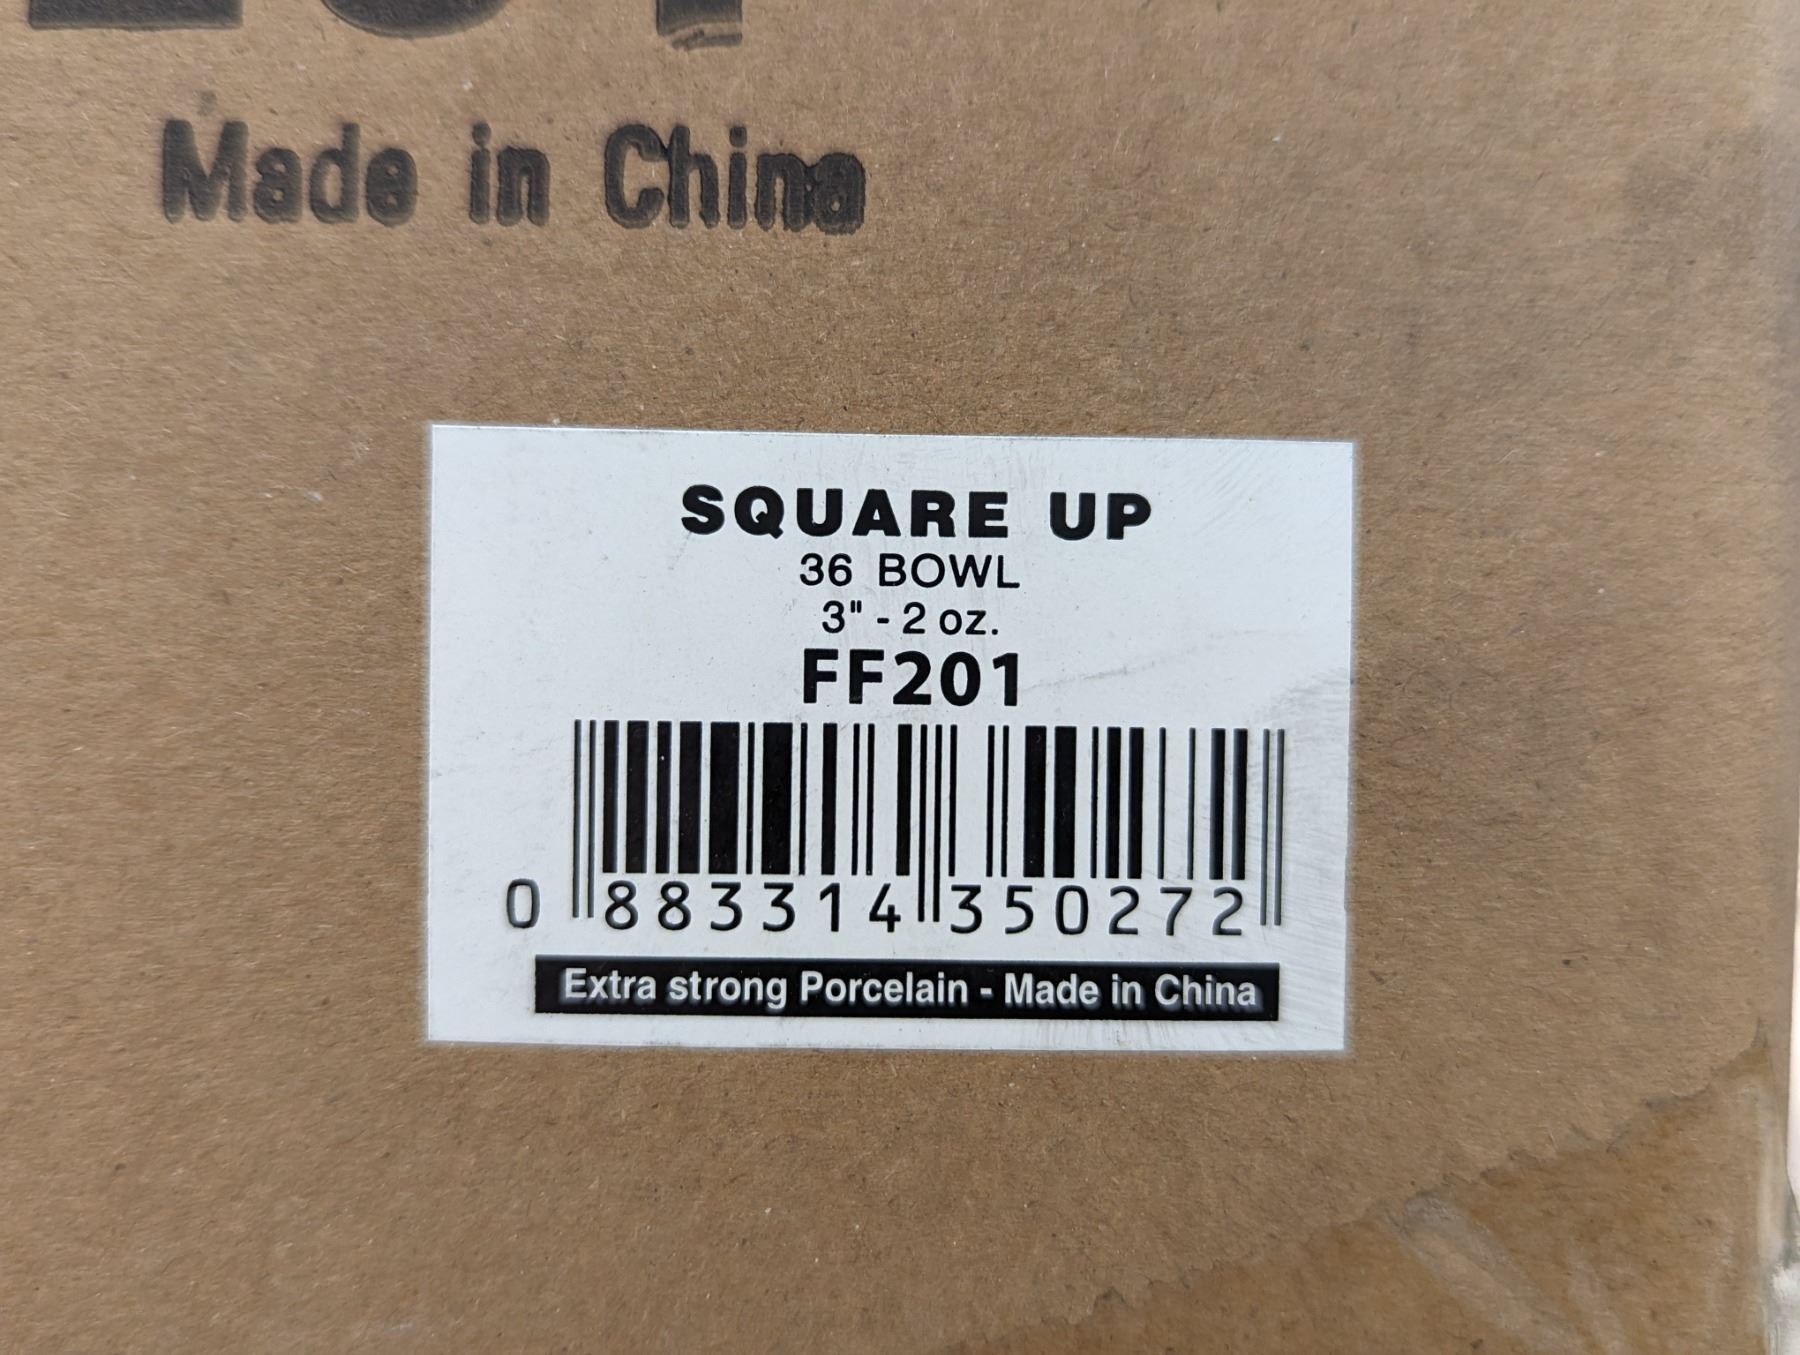 Made in China
SQUARE UP
36 BOWL
3" - 2 oz.
FF201
0 883314 350272
Extra strong Porcelain - Made in China